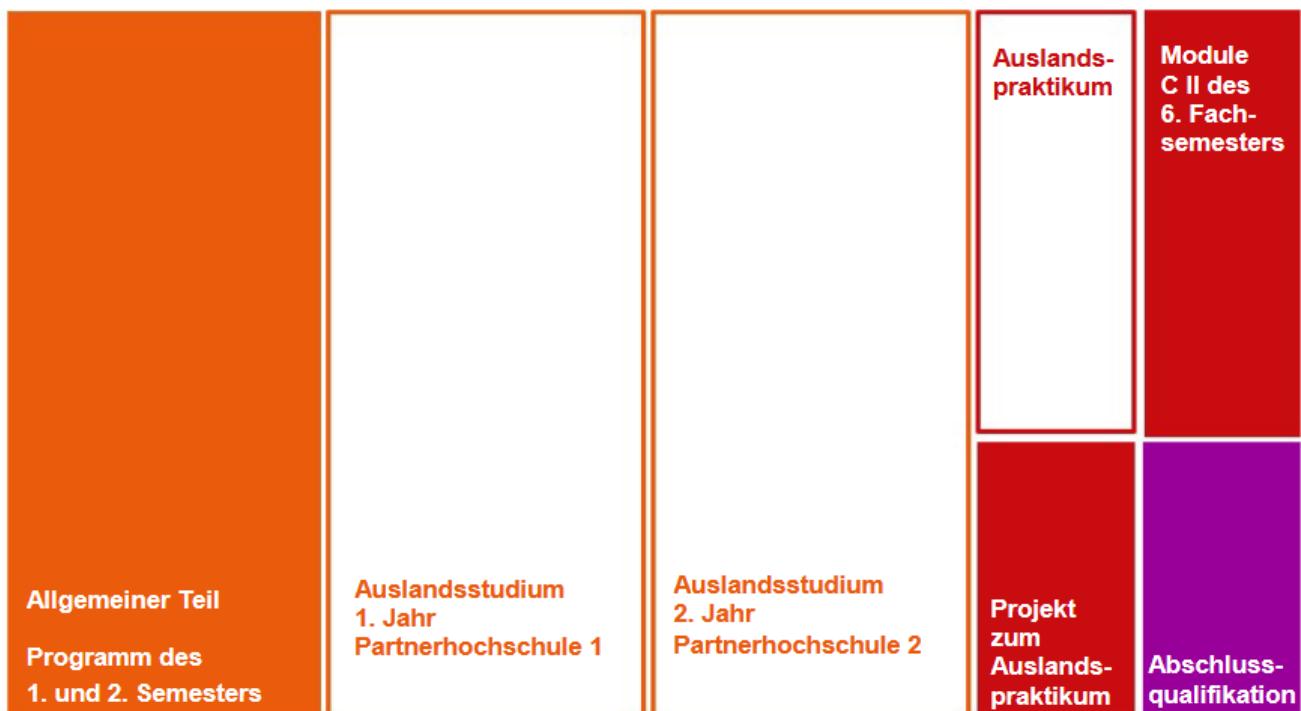 Allgemeiner Teil
Programm des
1. und 2. Semesters
Auslandsstudium
1. Jahr
Partnerhochschule 1
Auslandsstudium
2. Jahr
Partnerhochschule 2
Auslands-
praktikum
Projekt
zum
Auslands-
praktikum
Module
C II des
6. Fach-
semesters
Abschluss-
qualifikation